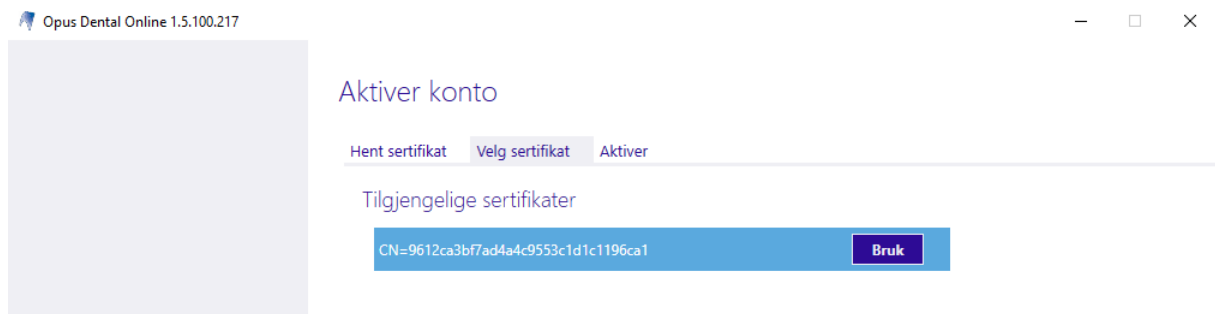 Opus Dental Online 1.5.100.217
Aktiver konto
Hent sertifikat Velg sertifikat Aktiver
Tilgjengelige sertifikater
CN=9612ca3bf7ad4a4c9553c1d1c1196ca1 Bruk